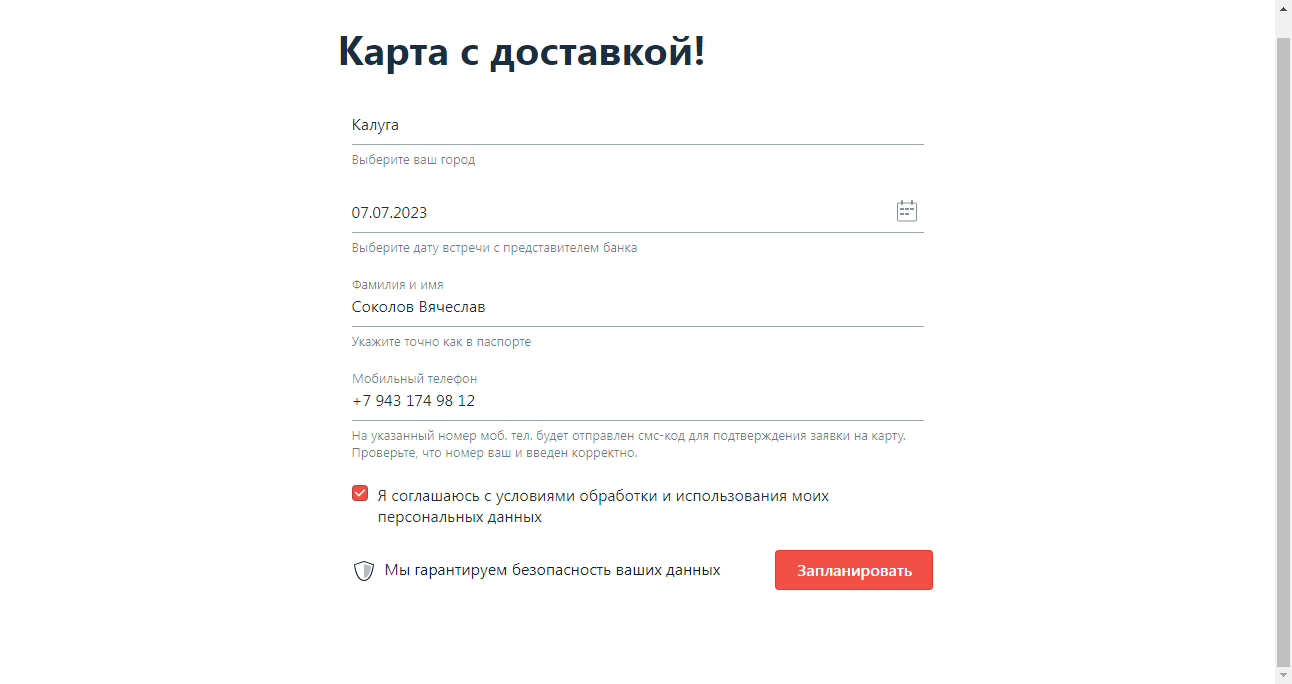 Карта с доставкой!
Калуга
Выберите ваш город
07.07.2023
Выберите дату встречи с представителем банка
Фамилия и имя
Соколов Вячеслав
Укажите точно как в паспорте
Мобильный телефон
+7 943 174 98 12
На указанный номер моб. тел. будет отправлен смс-код для подтверждения заявки на карту.
Проверьте, что номер ваш и введен корректно.
Я соглашаюсь с условиями обработки и использования моих
персональных данных
Мы гарантируем безопасность ваших данных
Запланировать